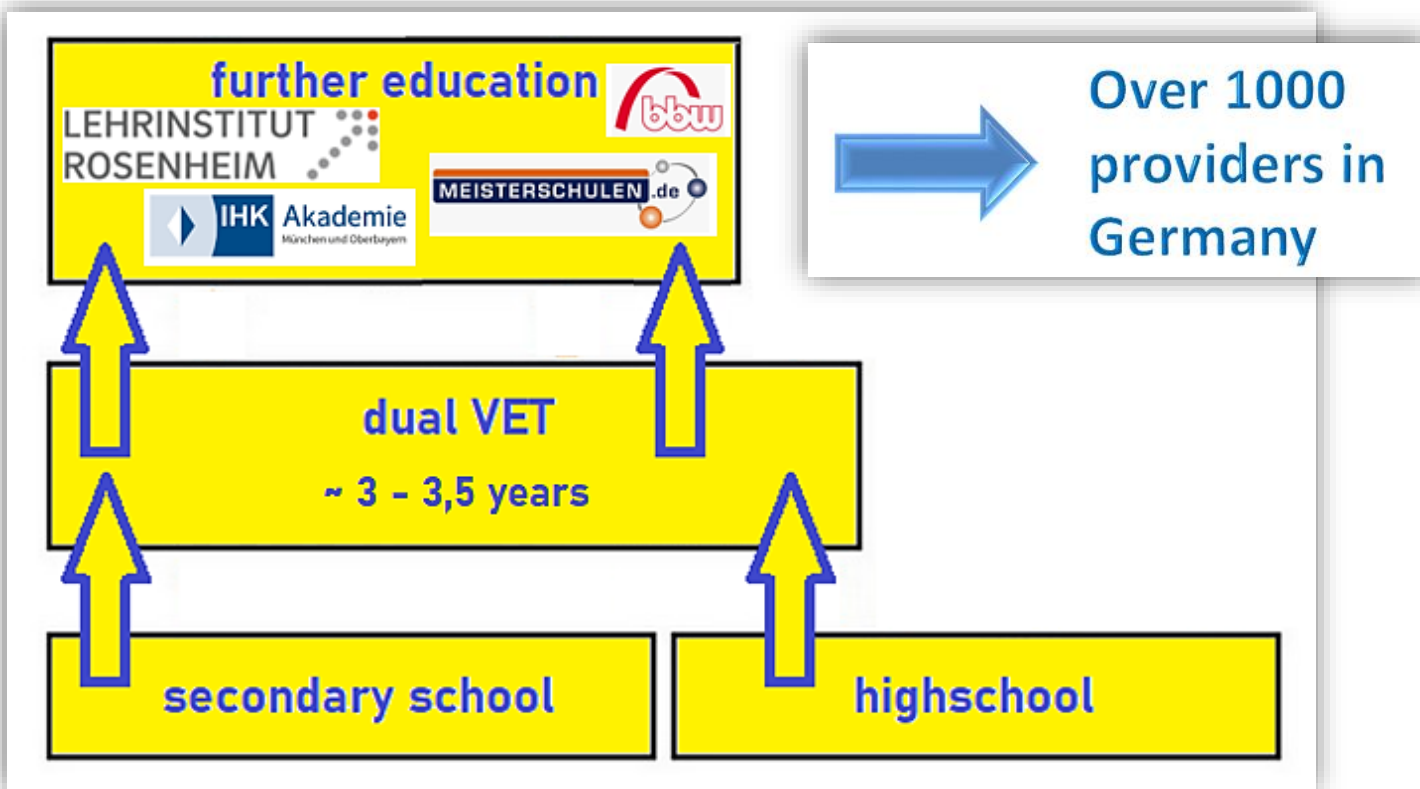 further education
bbw
LEHRINSTITUT
ROSENHEIM
MEISTERSCHULEN.de
IHK Akademie
München und Oberbayern
Over 1000
providers in
Germany
dual VET
~ 3 - 3,5 years
secondary school
highschool